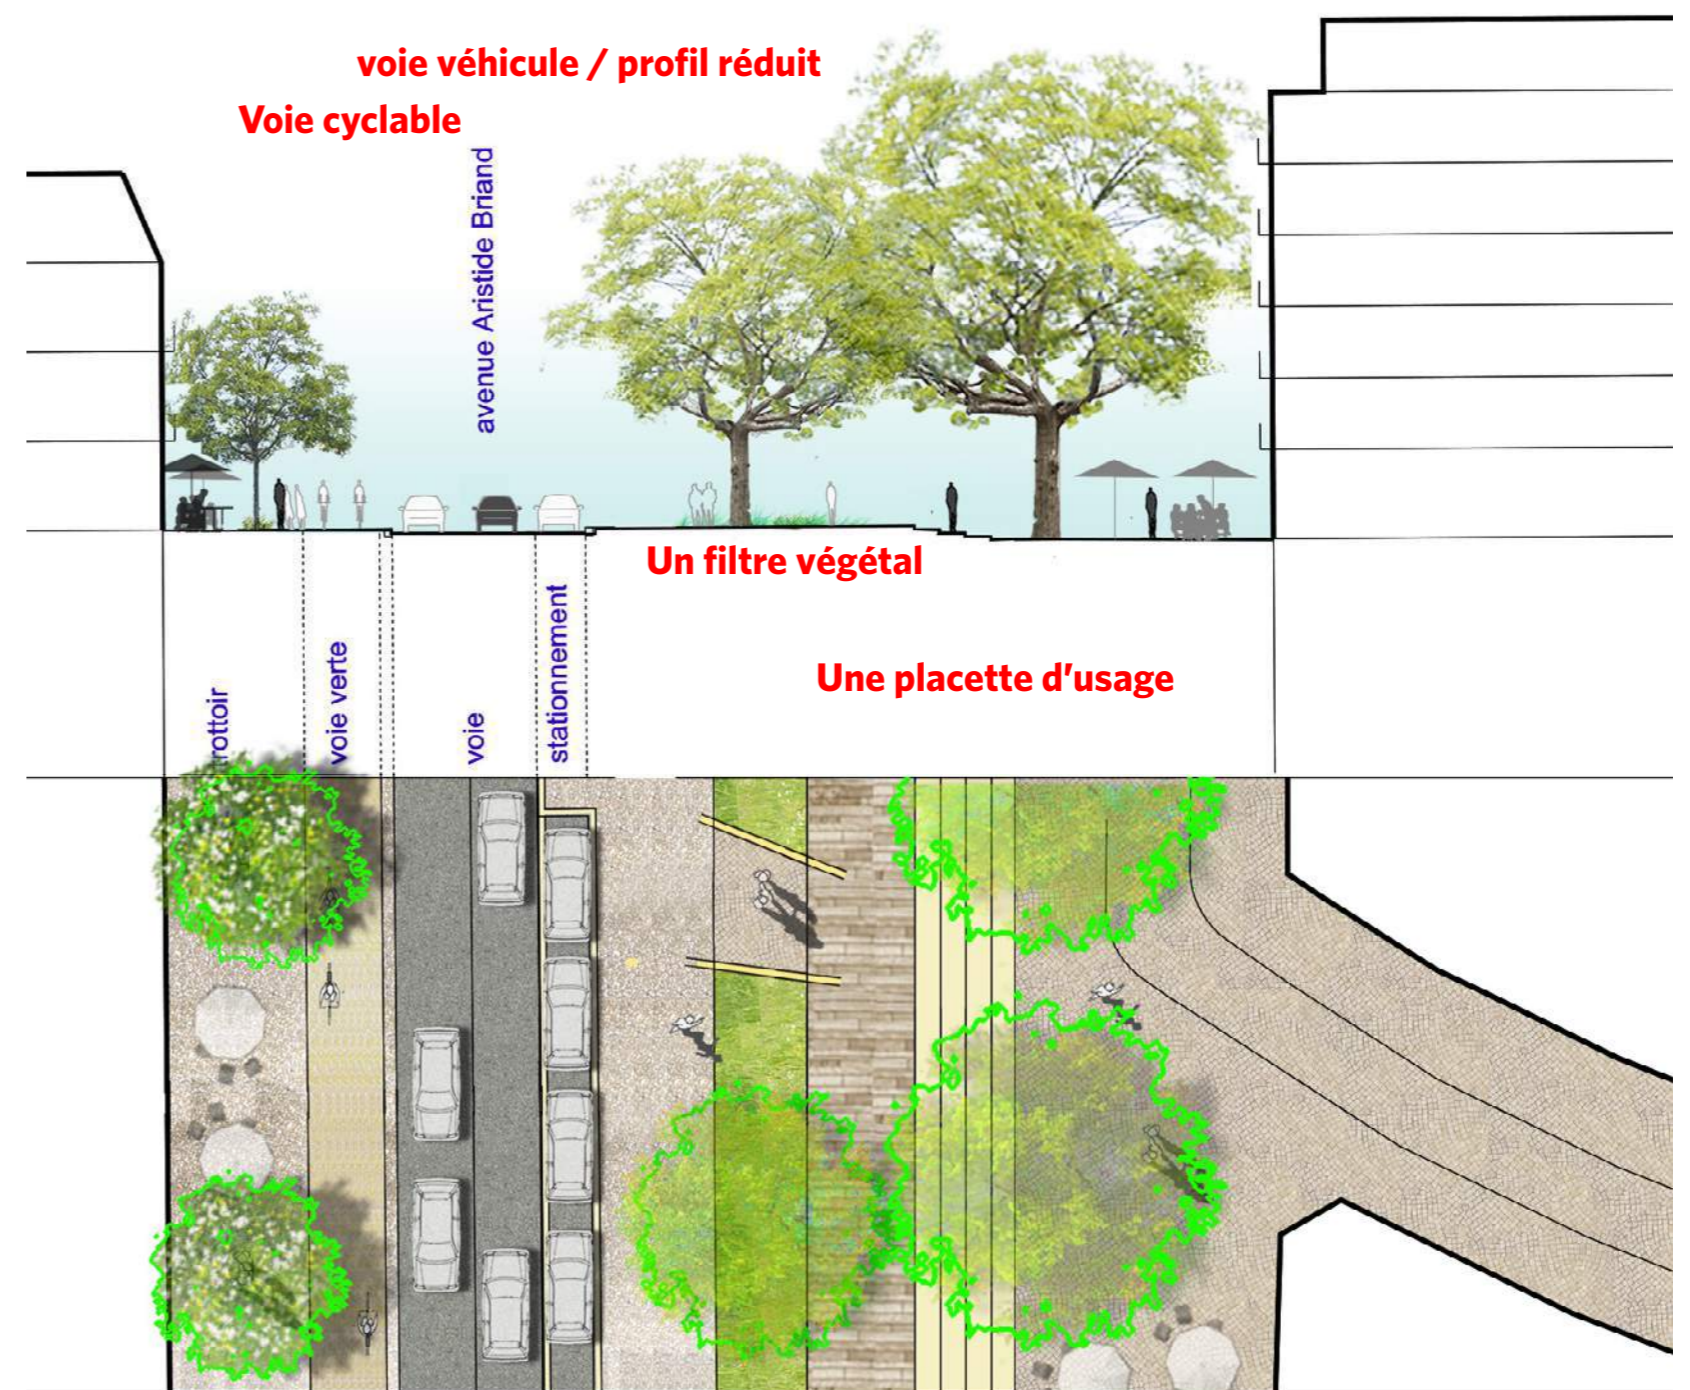 voie véhicule / profil réduit
Voie cyclable
avenue Aristide Briand
Un filtre végétal
Une placette d'usage
trottoir
voie verte
voie
stationnement